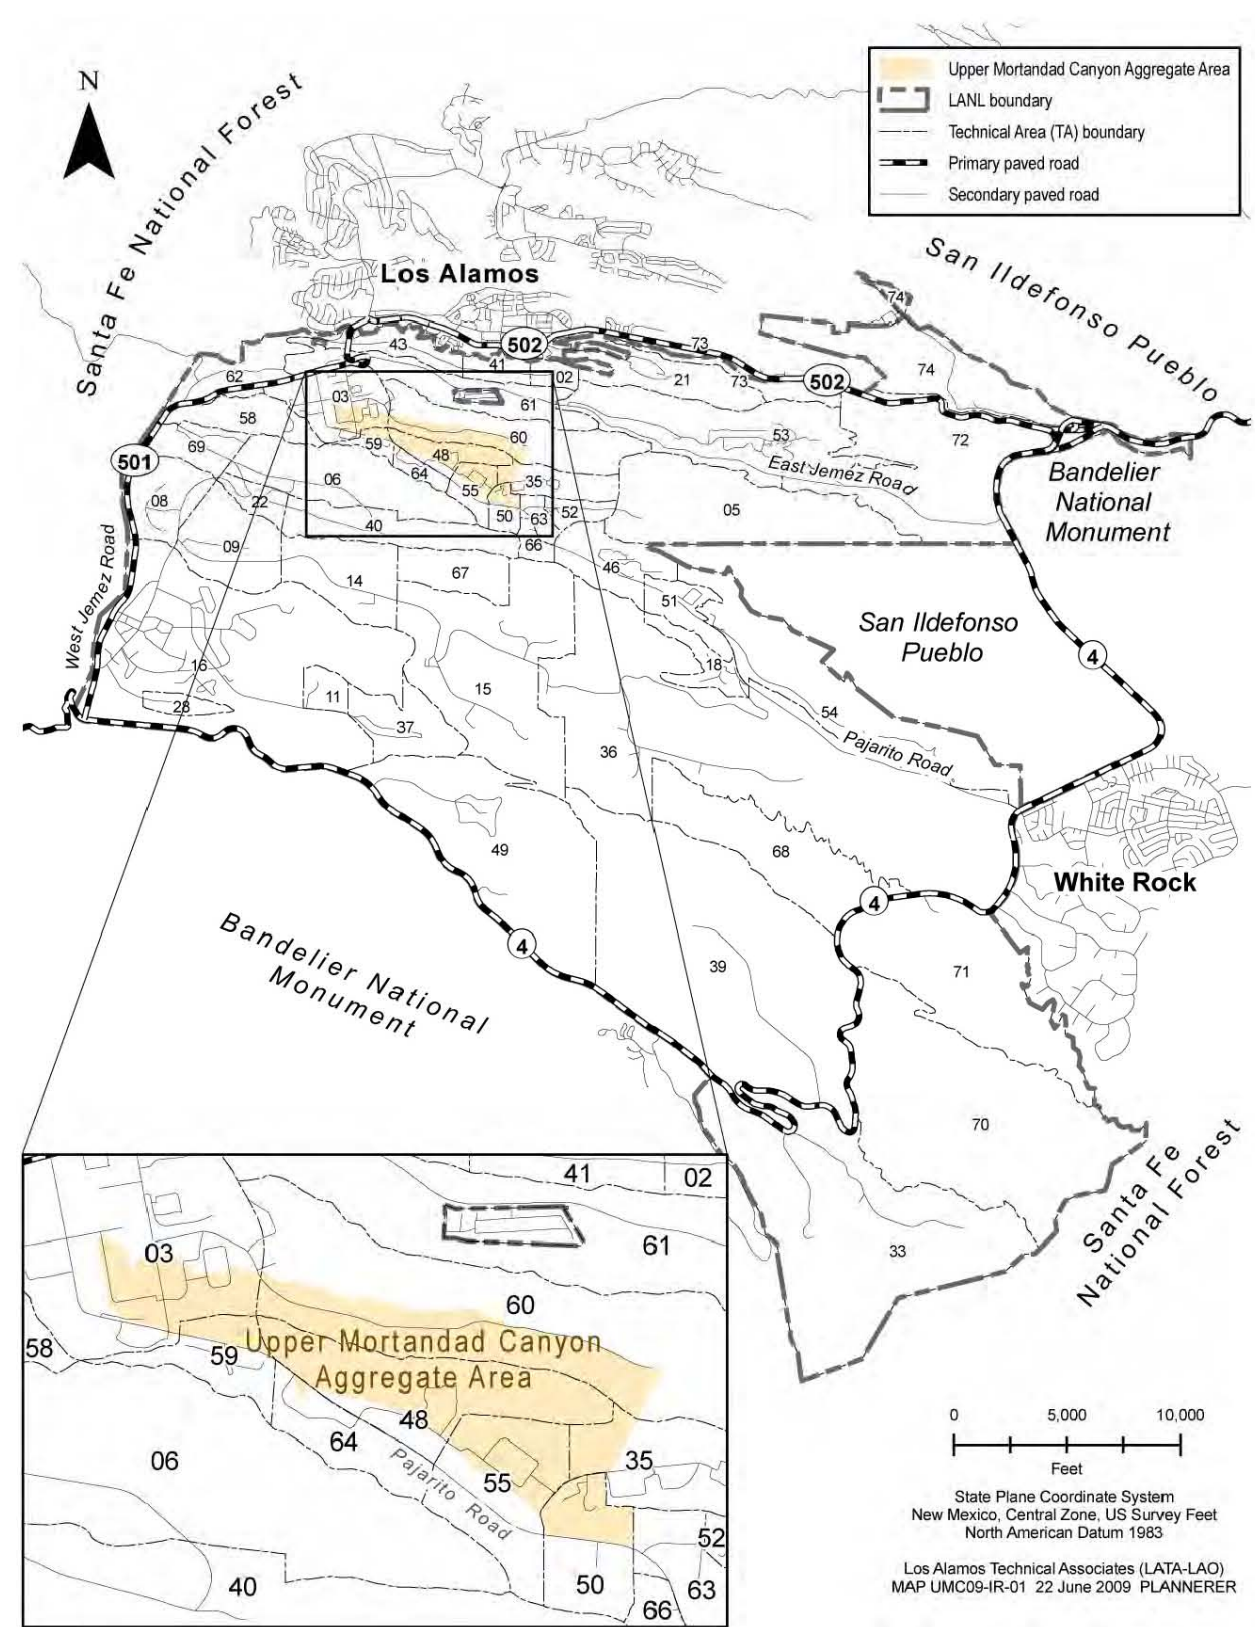 Upper Mortandad Canyon Aggregate Area
LANL boundary
Technical Area (TA) boundary
Primary paved road
Secondary paved road
N
Santa Fe National Forest
Los Alamos
San Ildefonso Pueblo
74
43
502
73
41
02
21
73
502
74
62
03
61
58
59
60
53
72
69
48
East Jemez Road
501
64
06
55
35
Bandelier
National
Monument
08
22
40
50
63
52
05
09
66
West Jemez Road
14
67
46
51
San Ildefonso
Pueblo
4
16
18
11
15
28
37
54
36
Pajarito Road
49
68
White Rock
4
Bandelier National
Monument
4
39
71
70
Santa Fe
National Forest
33
41
02
03
61
60
Upper Mortandad Canyon
Aggregate Area
58
59
48
64
06
Pajarito Road
55
35
52
40
50
63
66
0
5,000
10,000
Feet
State Plane Coordinate System
New Mexico, Central Zone, US Survey Feet
North American Datum 1983
Los Alamos Technical Associates (LATA-LAO)
MAP UMC09-IR-01 22 June 2009 PLANNERER